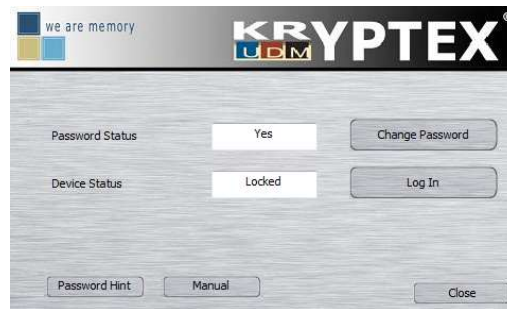 we are memory
KRYPTEX®
UDM
Password Status Yes Change Password
Device Status Locked Log In
Password Hint Manual Close